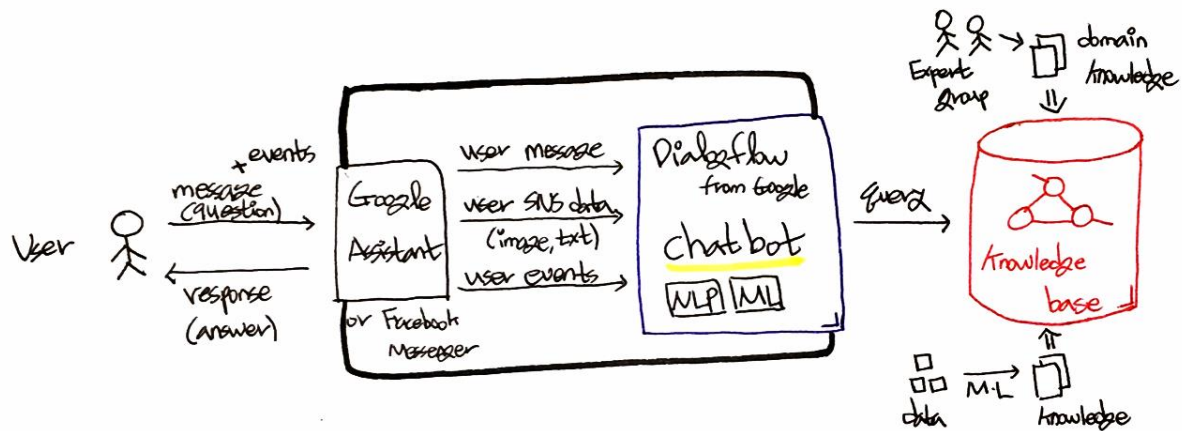 User
+ events
message
(question)
response
(answer)
Google
Assistant
or Facebook
Messenger
user message
user SNS data
(image, txt)
user events
Dialogflow
from Google
chatbot
NLP
ML
query
Expert
group
domain
knowledge
knowledge
base
data
M.L
knowledge